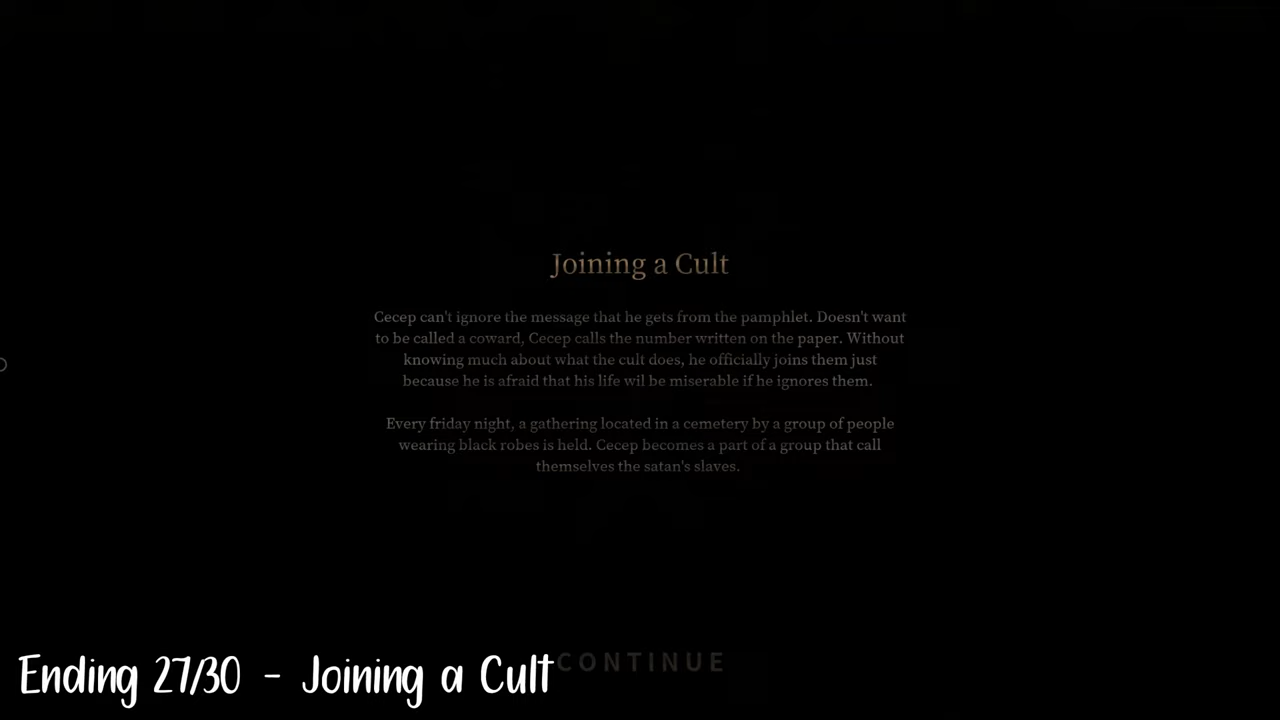 Joining a Cult
Cecep can't ignore the message that he gets from the pamphlet. Doesn't want
to be called a coward, Cecep calls the number written on the paper. Without
knowing much about what the cult does, he officially joins them just
because he is afraid that his life wil be miserable if he ignores them.
Every friday night, a gathering located in a cemetery by a group of people
wearing black robes is held. Cecep becomes a part of a group that call
themselves the satan's slaves.
CONTINUE
Ending 27/30 - Joining a Cult